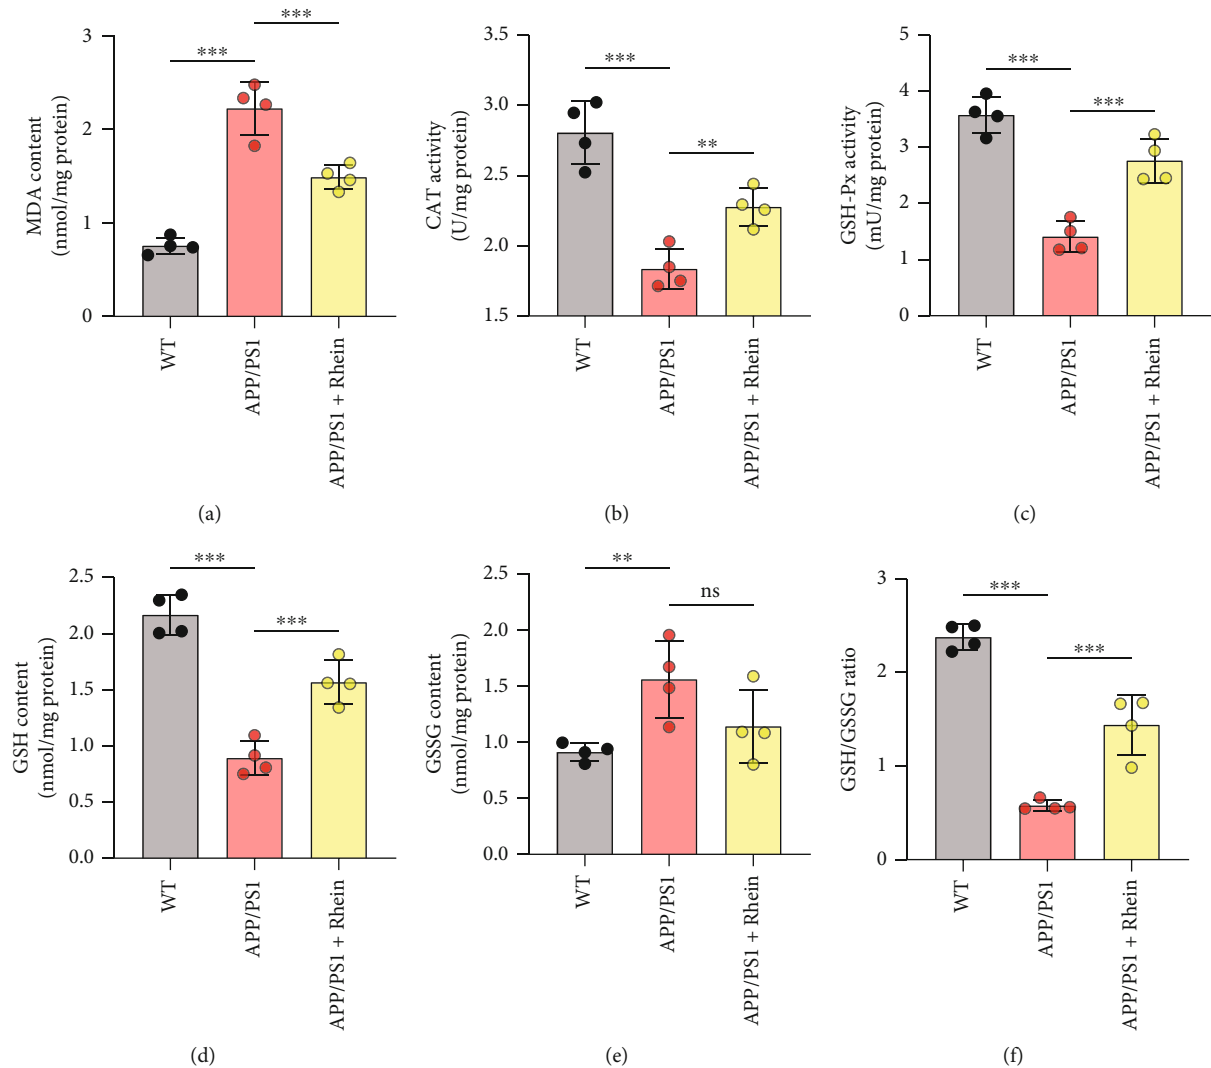 MDA content
(nmol/mg protein)
3
2
1
0
***
***
WT
APP/PS1
APP/PS1 + Rhein
(a)
CAT activity
(U/mg protein)
3.5
3.0
2.5
2.0
1.5
***
**
WT
APP/PS1
APP/PS1 + Rhein
(b)
GSH-Px activity
(mU/mg protein)
5
4
3
2
1
0
***
***
WT
APP/PS1
APP/PS1 + Rhein
(c)
GSH content
(nmol/mg protein)
2.5
2.0
1.5
1.0
0.5
0.0
***
***
WT
APP/PS1
APP/PS1 + Rhein
(d)
GSSG content
(nmol/mg protein)
2.5
2.0
1.5
1.0
0.5
0.0
**
ns
WT
APP/PS1
APP/PS1 + Rhein
(e)
GSH/GSSG ratio
3
2
1
0
***
***
WT
APP/PS1
APP/PS1 + Rhein
(f)